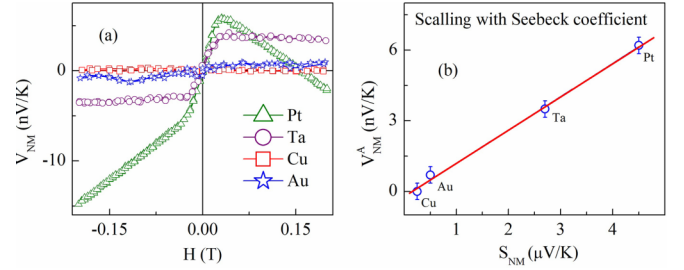 (a)
5
0
-10
V_NM (nV/K)
Pt
Ta
Cu
Au
-0.15
0.00
0.15
H (T)
Scalling with Seebeck coefficient
(b)
6
3
0
V^A_NM (nV/K)
Pt
Ta
Au
Cu
1
2
3
4
S_NM (μV/K)